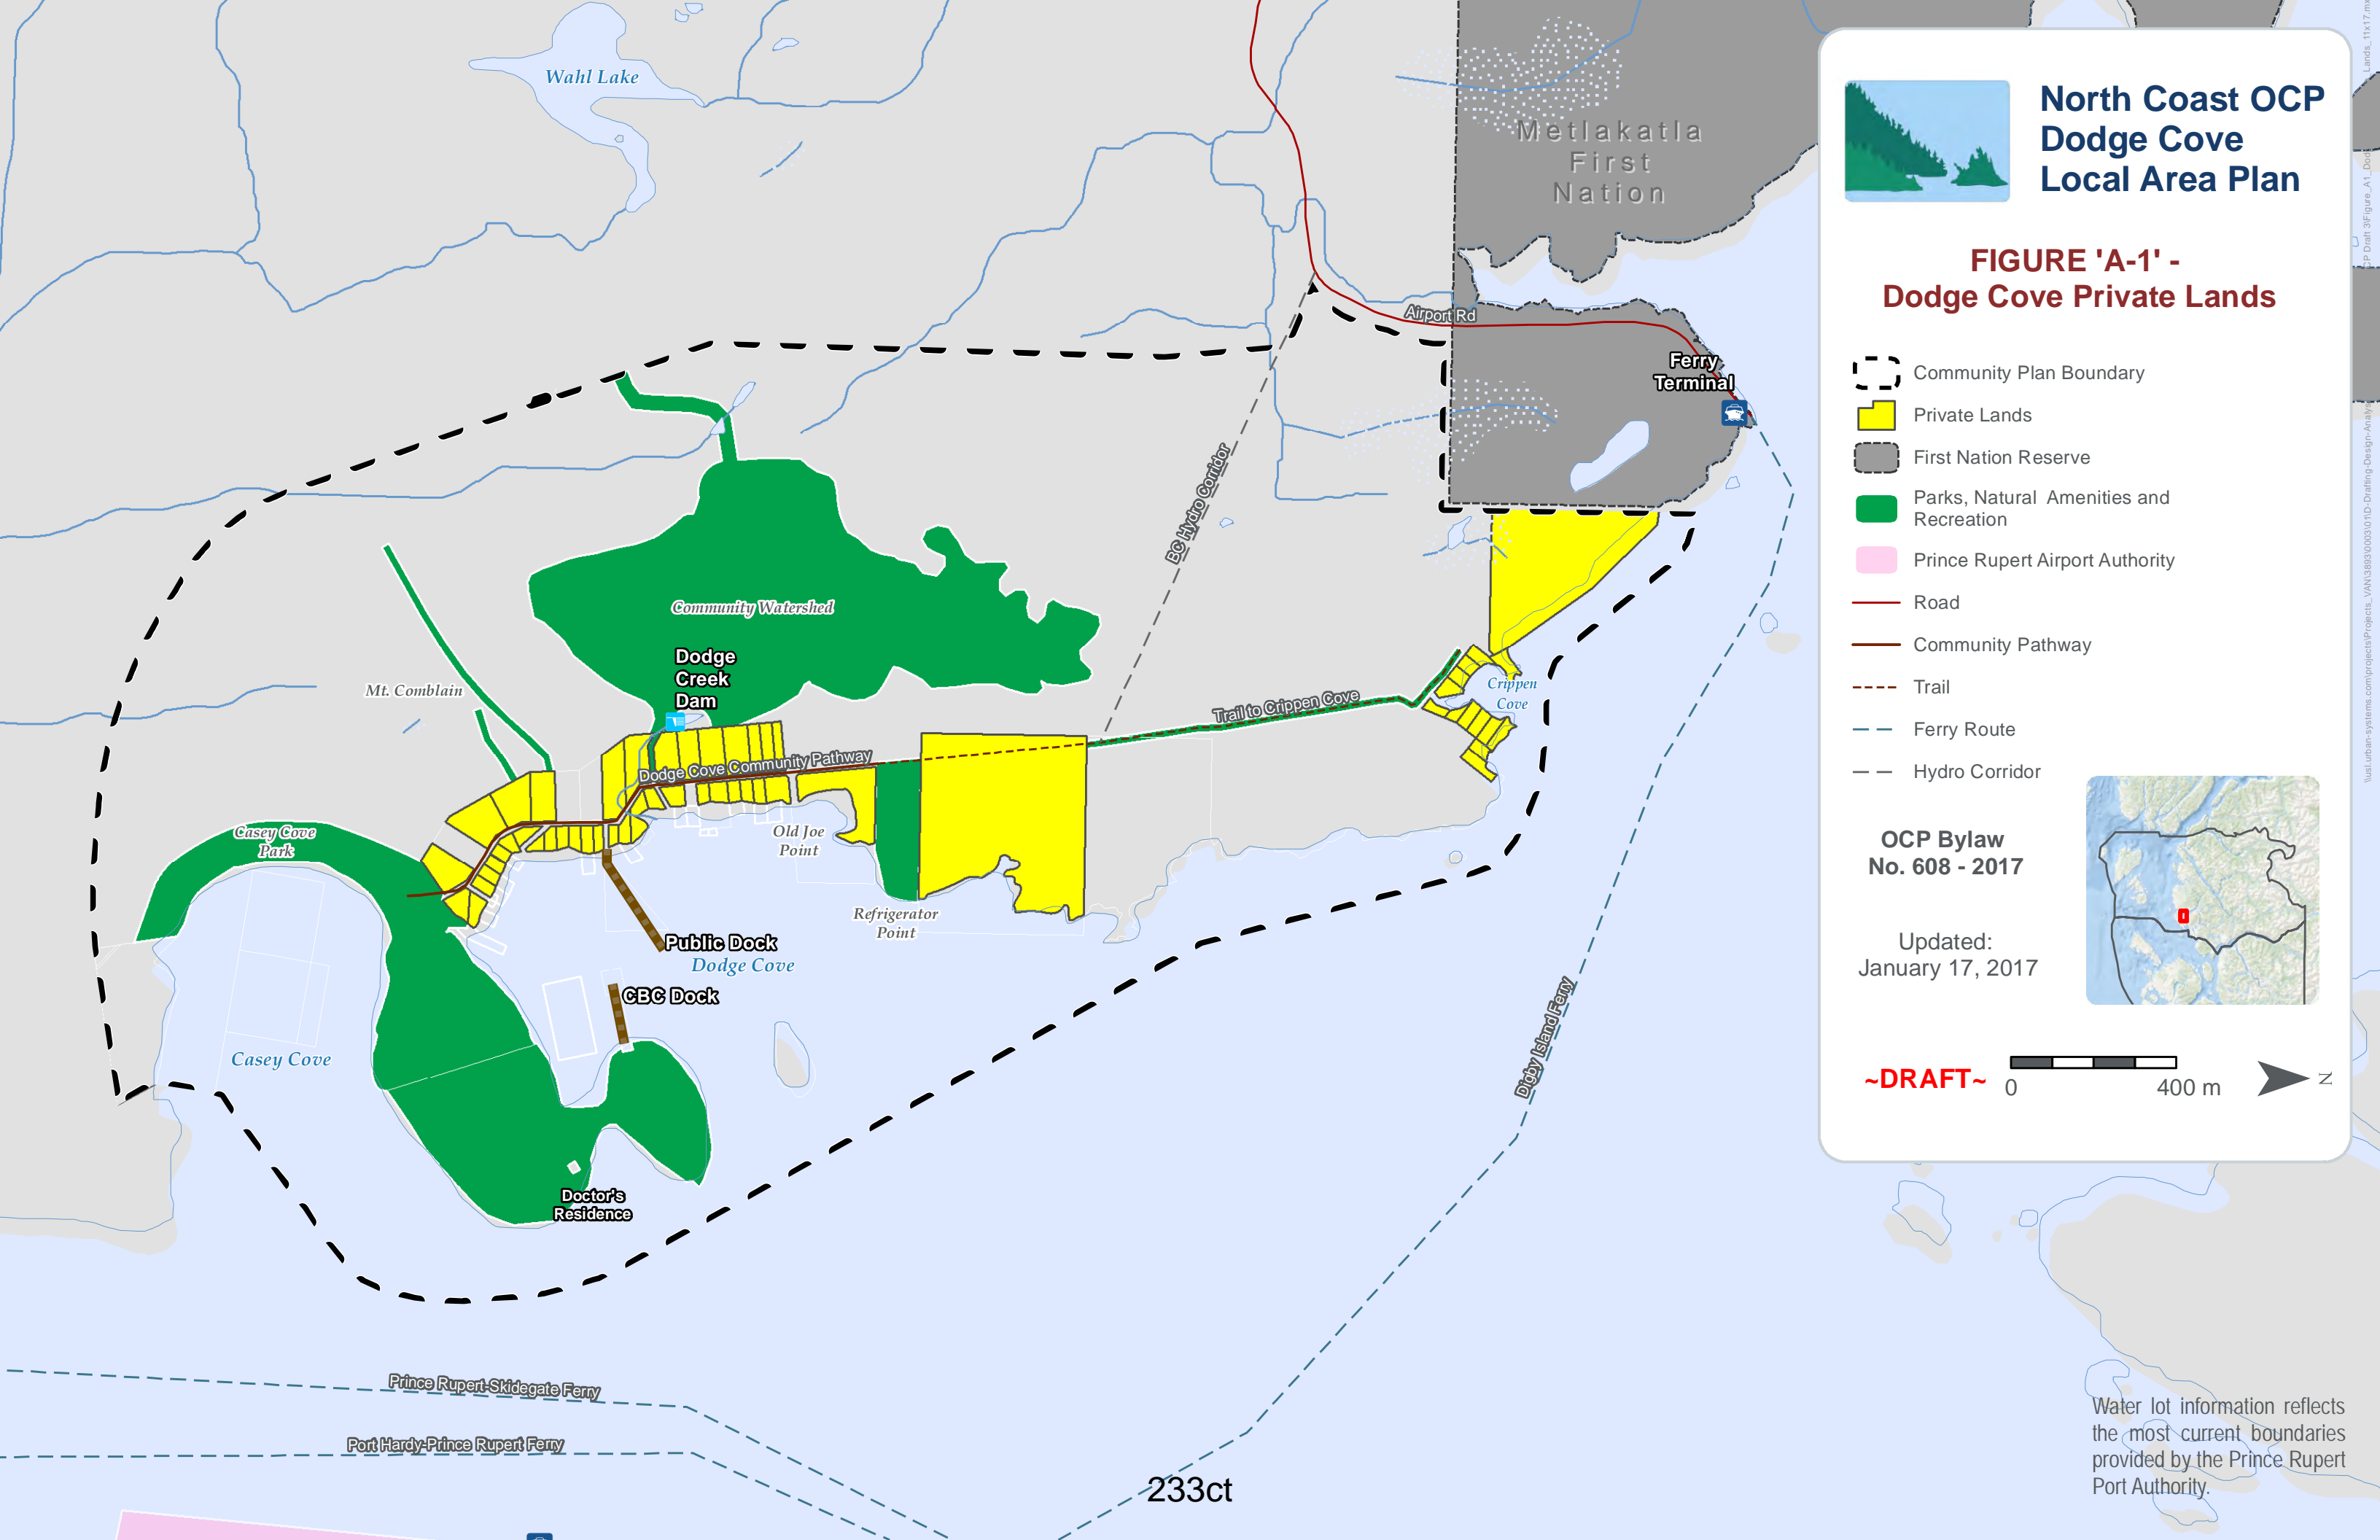 Wahl Lake
Metlakatla
First
Nation
Airport Rd
Ferry
Terminal
BC Hydro Corridor
Community Watershed
Dodge
Creek
Dam
Mt. Comblain
Trail to Crippen Cove
Crippen
Cove
Dodge Cove Community Pathway
Casey Cove
Park
Old Joe
Point
Refrigerator
Point
Public Dock
Dodge Cove
CBC Dock
Casey Cove
Doctor's
Residence
Digby Island Ferry
Prince Rupert-Skidegate Ferry
Port Hardy-Prince Rupert Ferry
233ct
North Coast OCP
Dodge Cove
Local Area Plan
FIGURE 'A-1' -
Dodge Cove Private Lands
Community Plan Boundary
Private Lands
First Nation Reserve
Parks, Natural Amenities and
Recreation
Prince Rupert Airport Authority
Road
Community Pathway
Trail
Ferry Route
Hydro Corridor
OCP Bylaw
No. 608 - 2017
Updated:
January 17, 2017
~DRAFT~
0 400 m
N
Water lot information reflects
the most current boundaries
provided by the Prince Rupert
Port Authority.